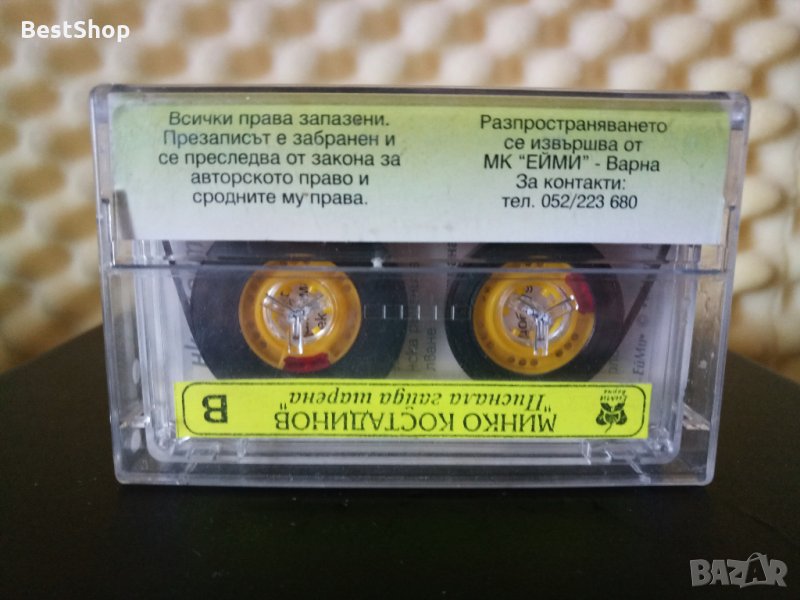 BestShop
Всички права запазени.
Презаписът е забранен и
се преследва от закона за
авторското право и
сродните му права.
Разпространяването
се извършва от
МК "ЕЙМИ" - Варна
За контакти:
тел. 052/223 680
МИНКО КОСТАДИНОВ
"Писнала гайда шарена"
B
BAZAR